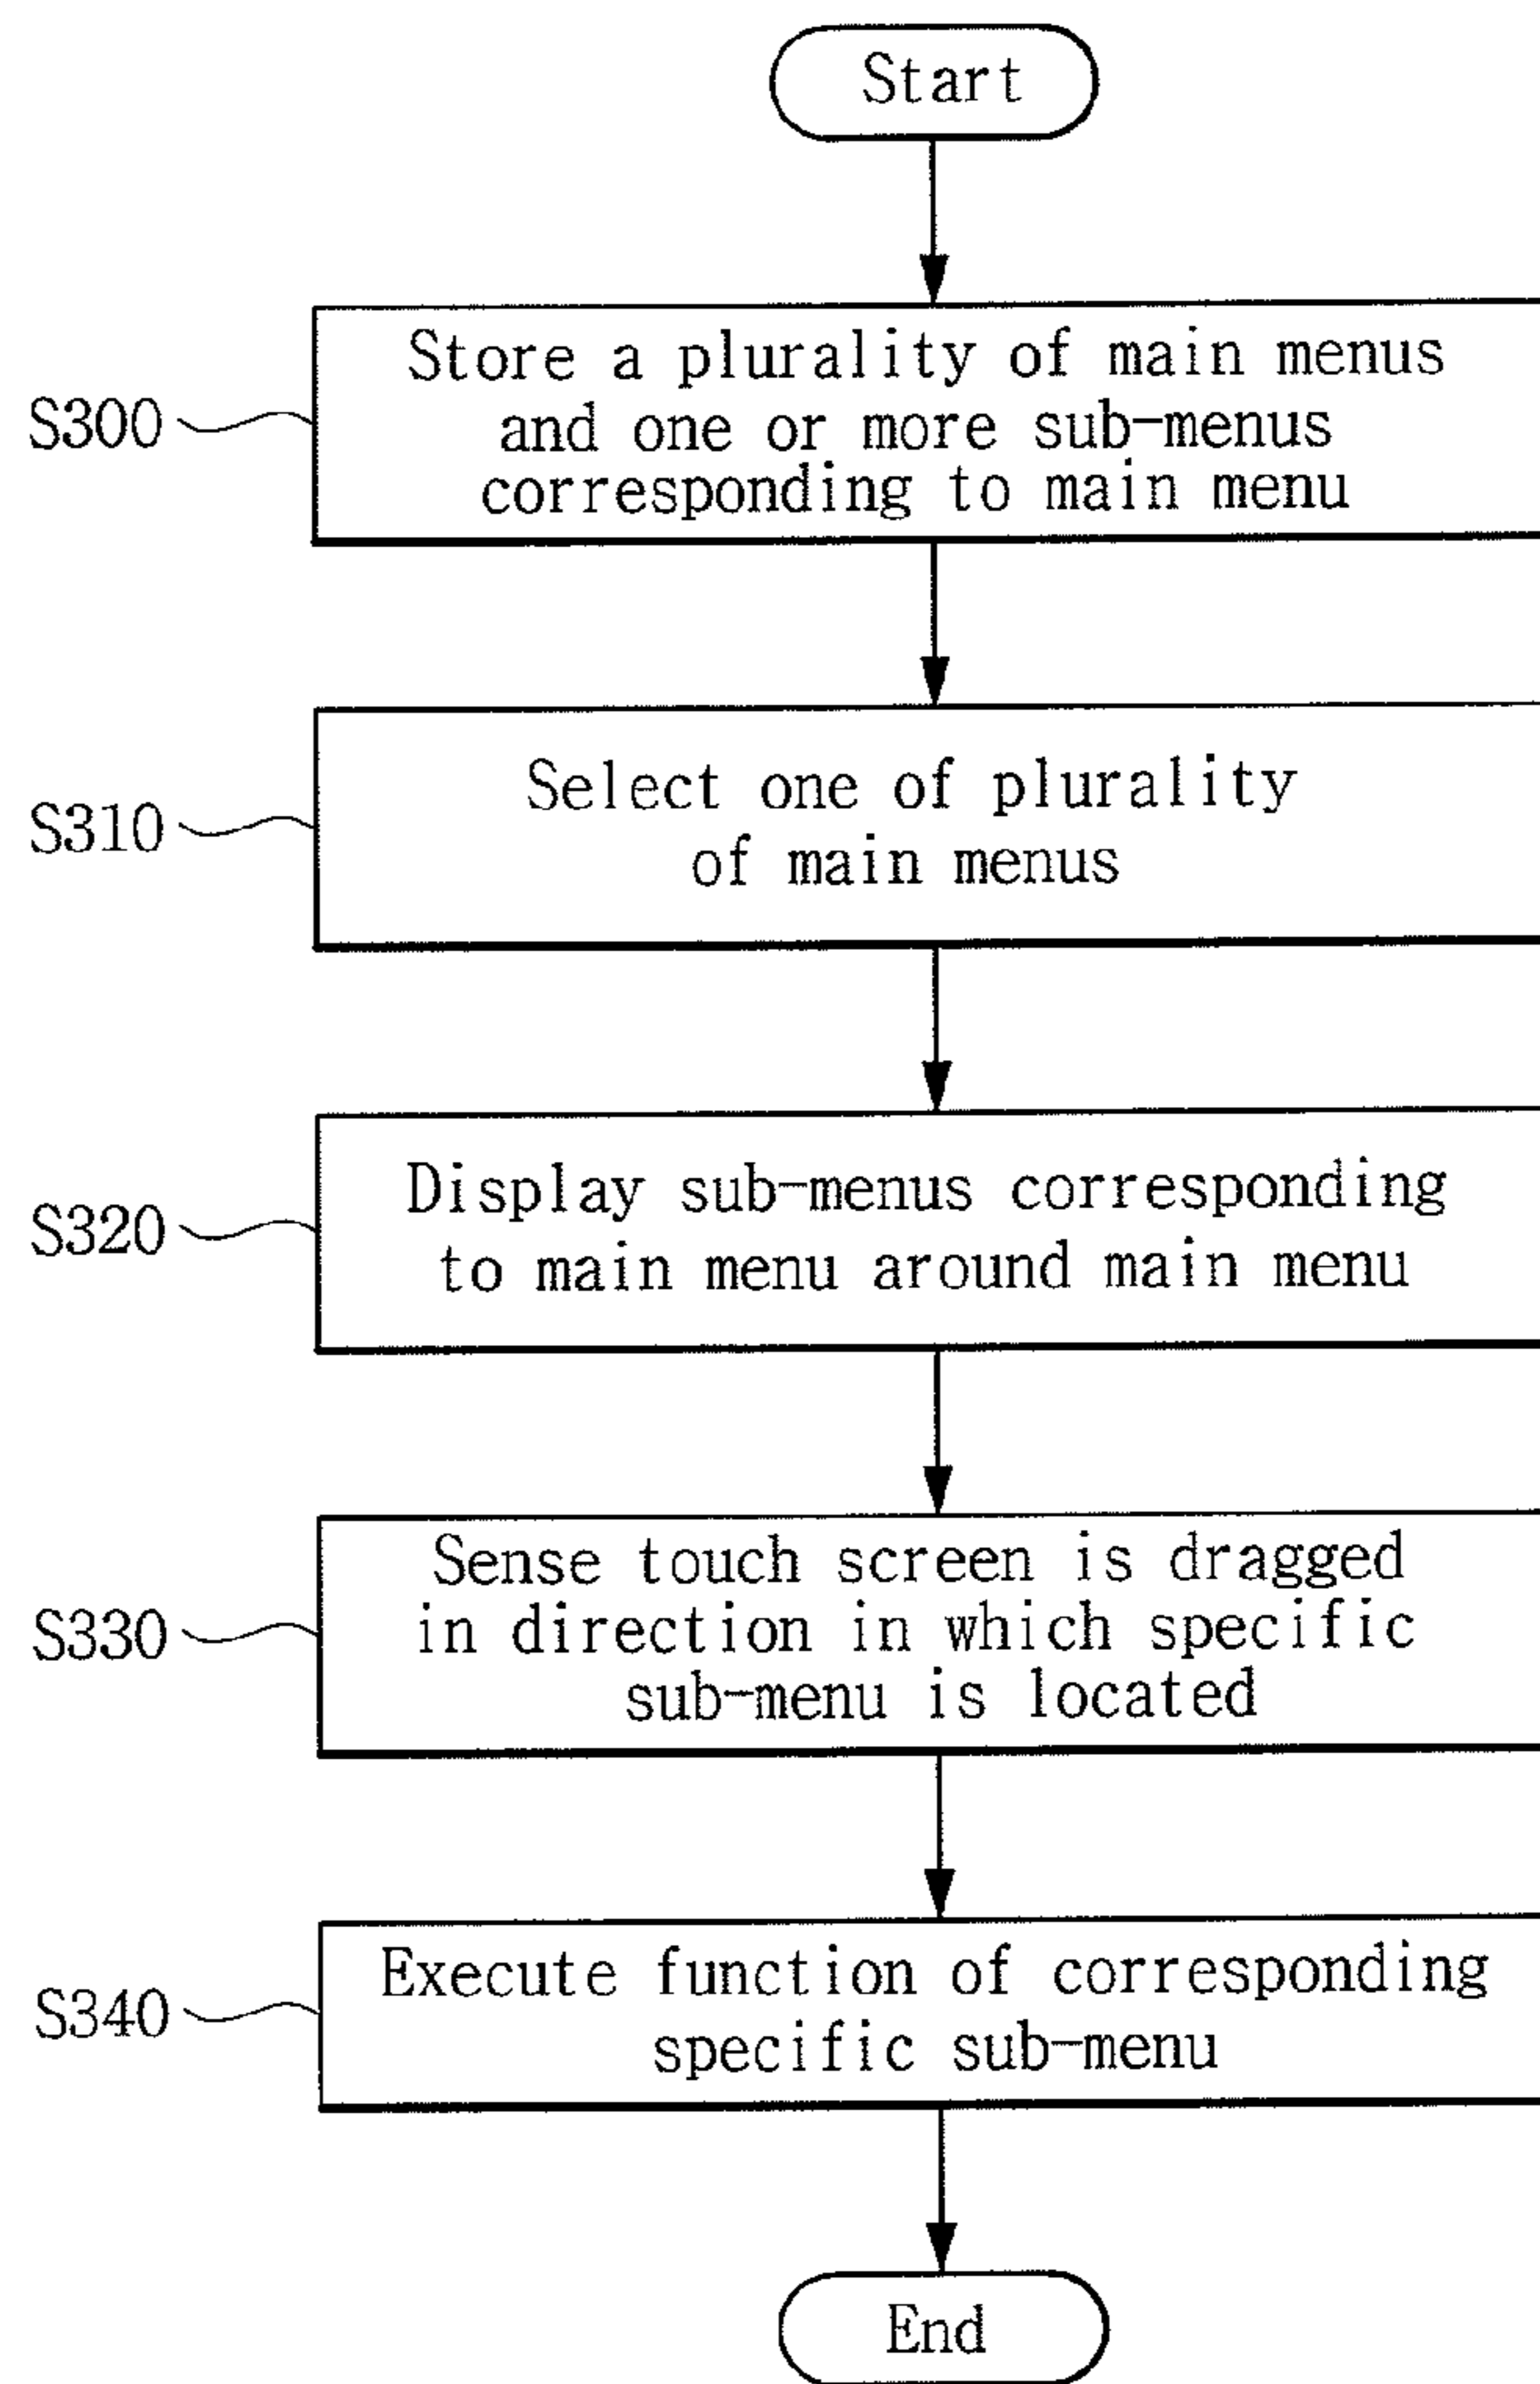 Start
S300
Store a plurality of main menus
and one or more sub-menus
corresponding to main menu
S310
Select one of plurality
of main menus
S320
Display sub-menus corresponding
to main menu around main menu
S330
Sense touch screen is dragged
in direction in which specific
sub-menu is located
S340
Execute function of corresponding
specific sub-menu
End